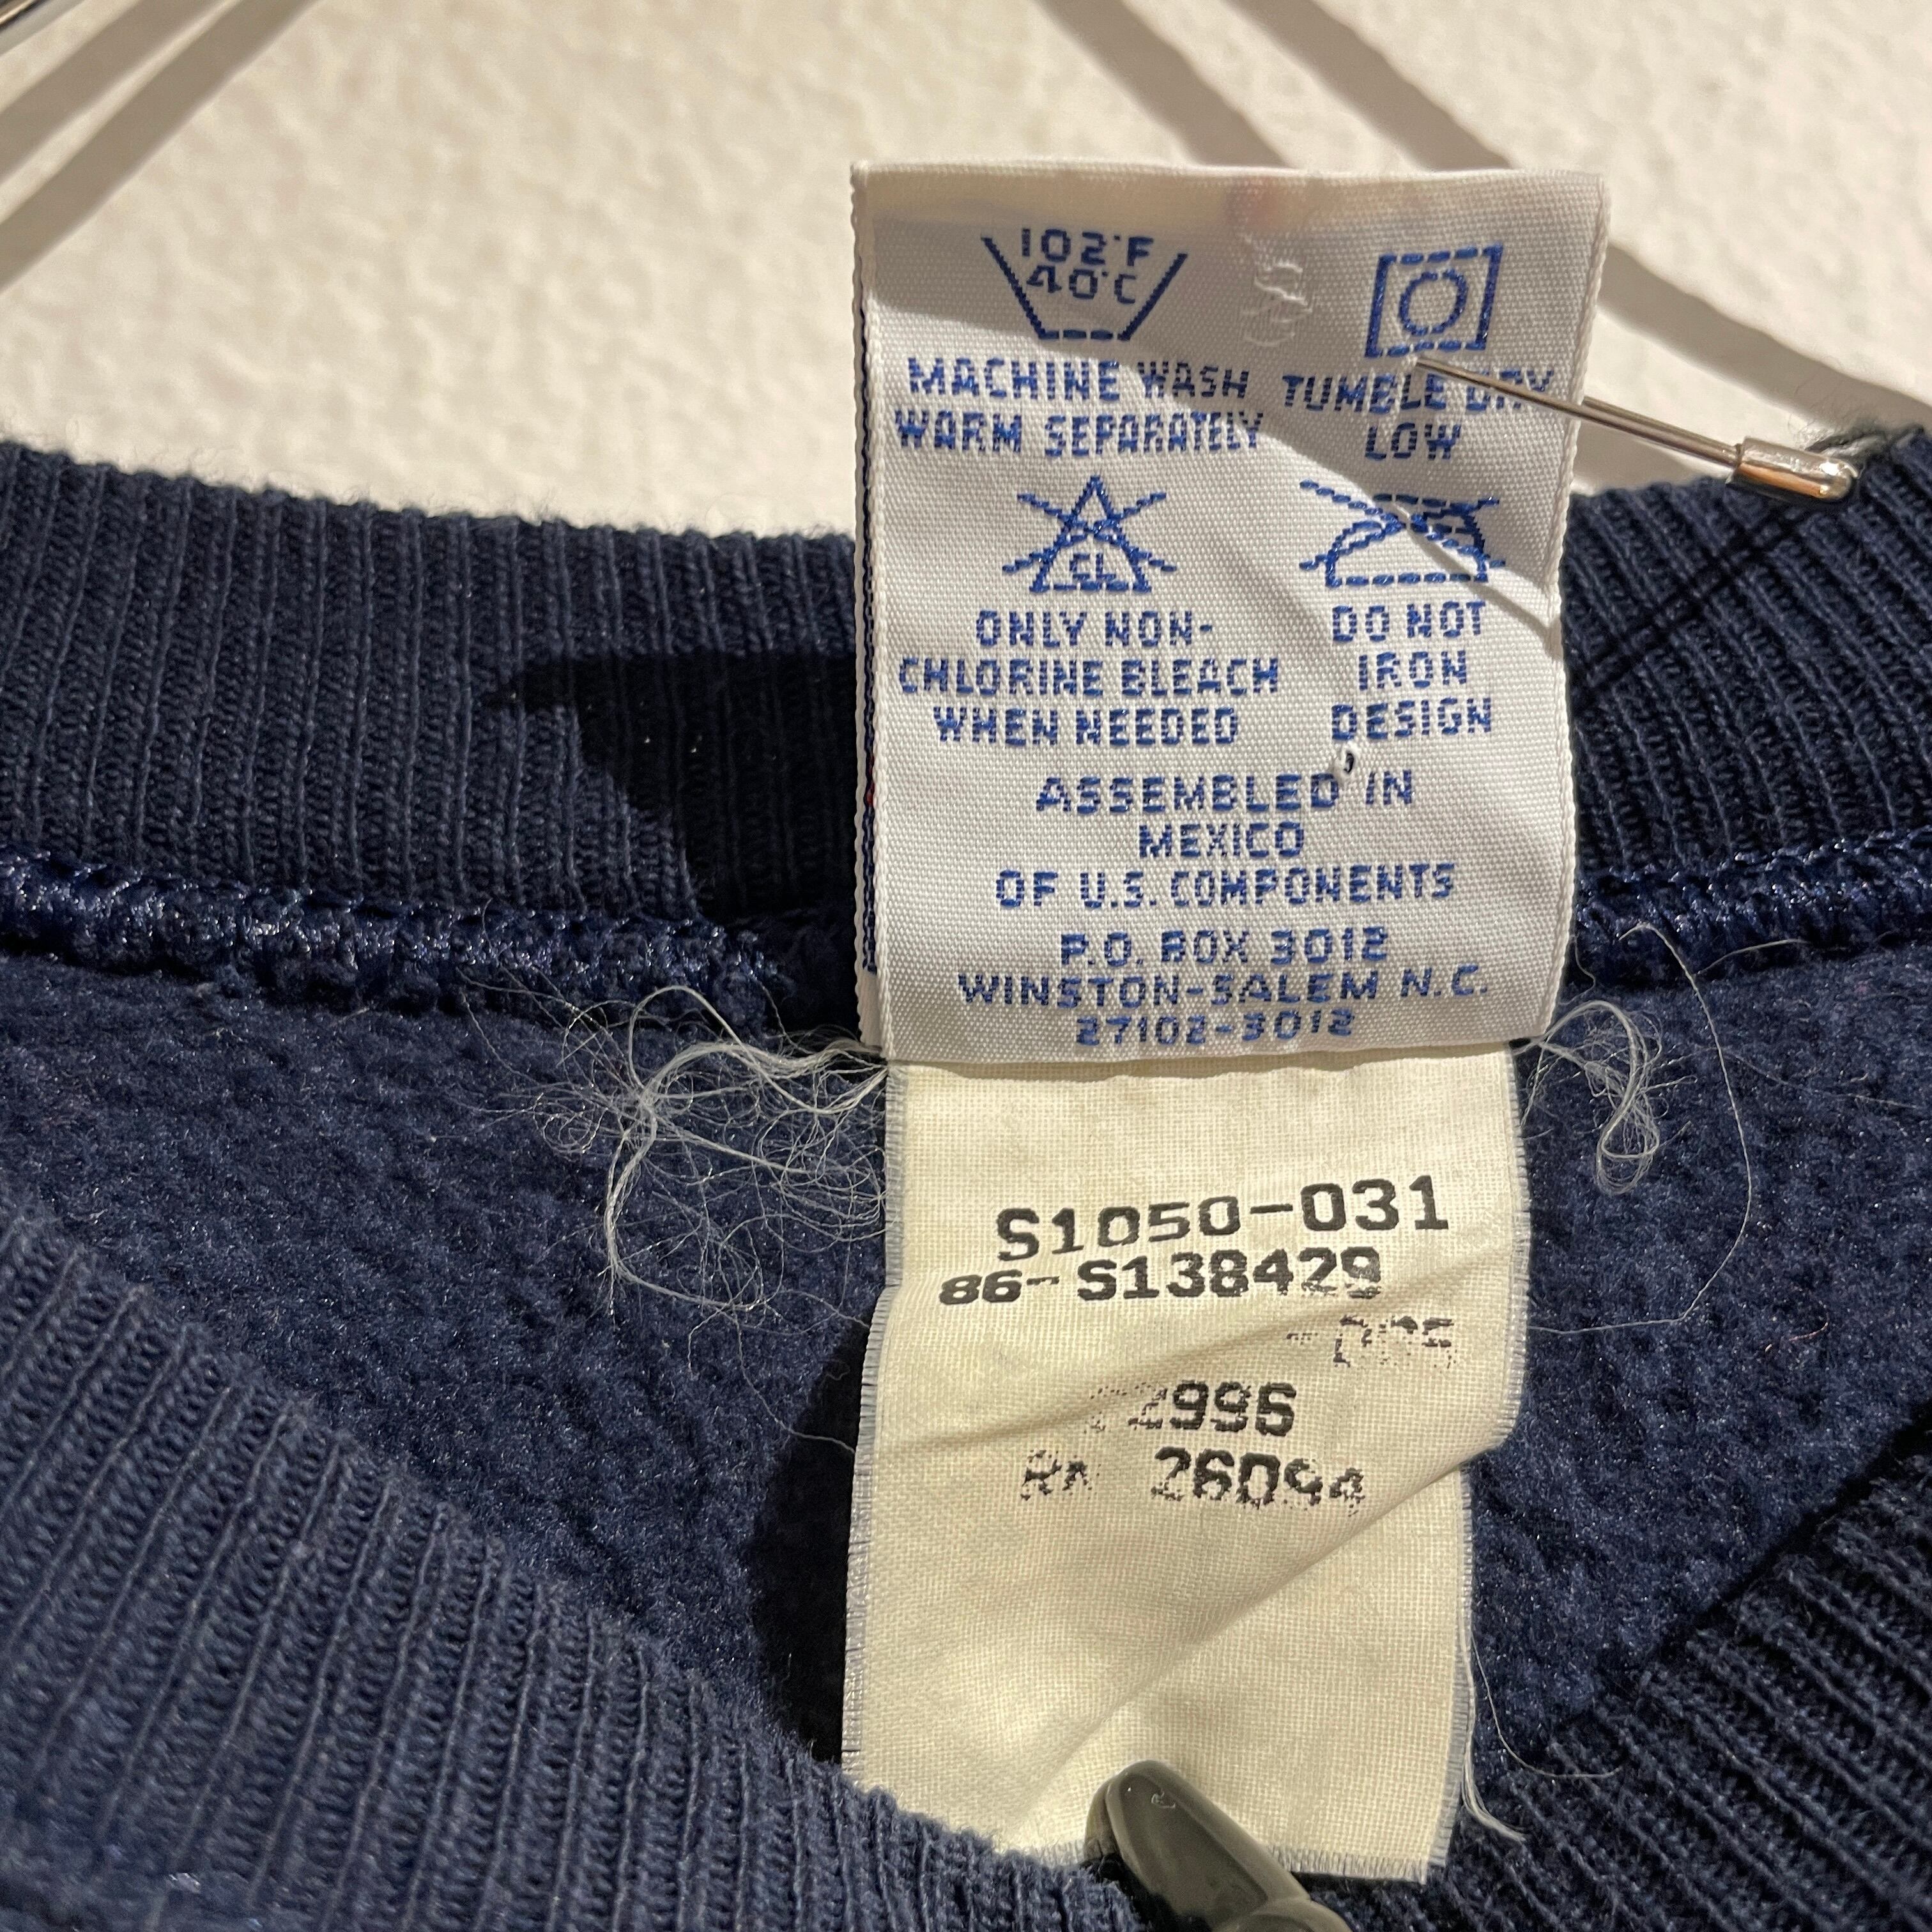 102°F
40°C
MACHINE WASH
WARM SEPARATELY
TUMBLE DRY
LOW
CL
ONLY NON-
CHLORINE BLEACH
WHEN NEEDED
DO NOT
IRON
DESIGN
ASSEMBLED IN
MEXICO
OF U.S. COMPONENTS
P.O. BOX 3012
WINSTON-SALEM N.C.
27102-3012
S1050-031
86-S138429
26094